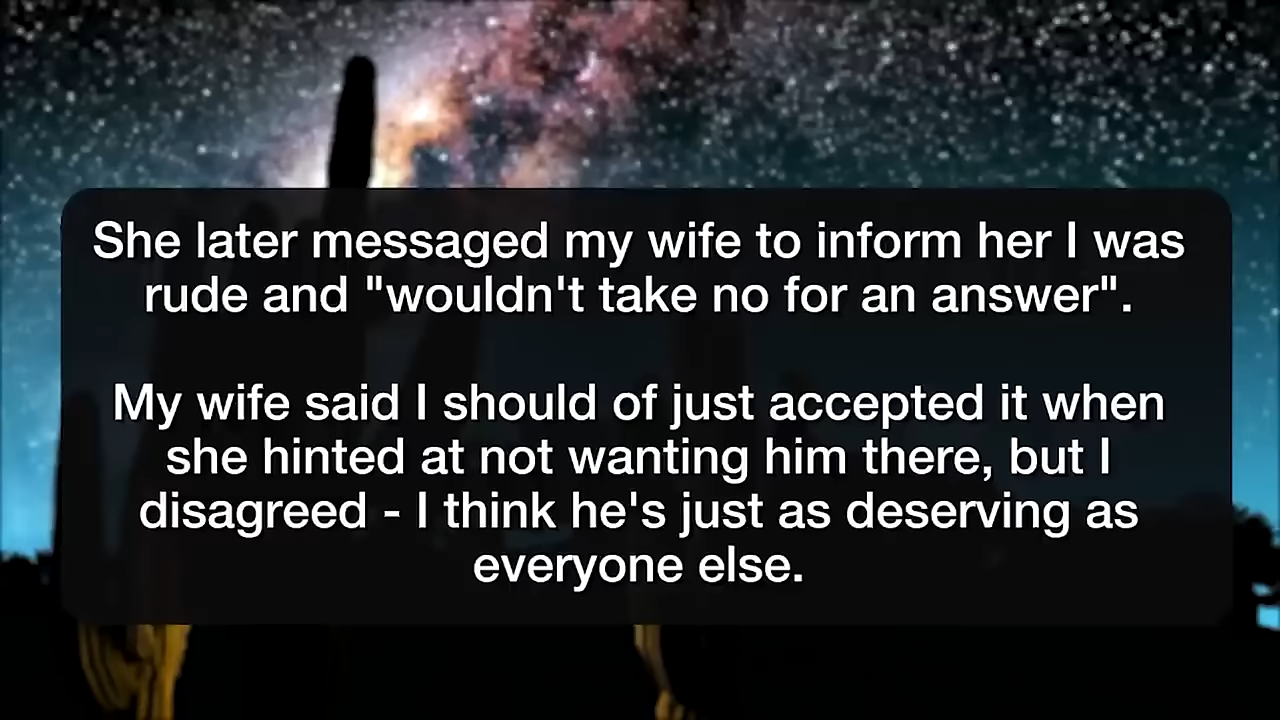 She later messaged my wife to inform her I was
rude and "wouldn't take no for an answer".
My wife said I should of just accepted it when
she hinted at not wanting him there, but I
disagreed - I think he's just as deserving as
everyone else.